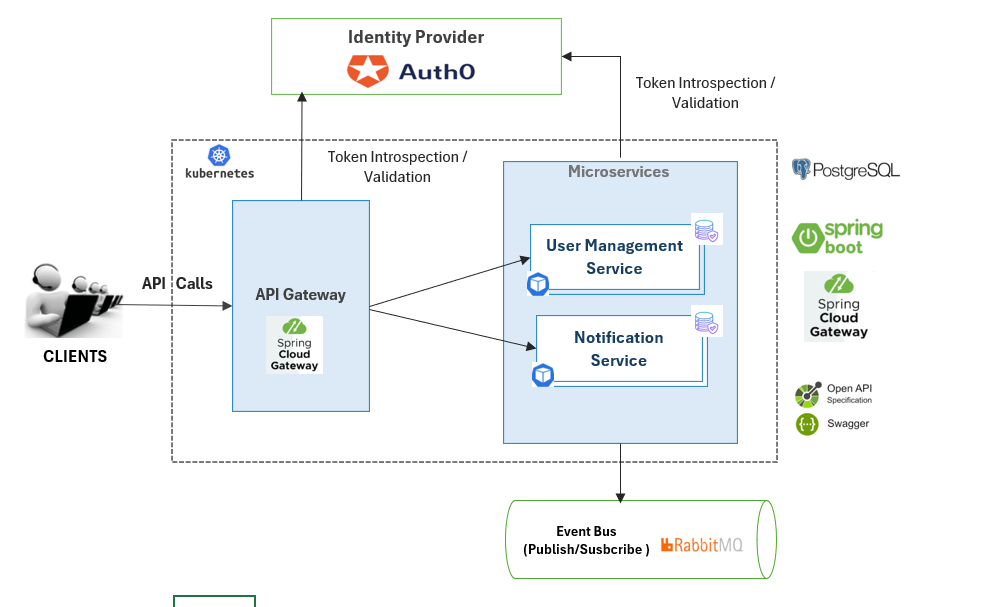 Identity Provider
Auth0
Token Introspection /
Validation
kubernetes
Token Introspection /
Validation
Microservices
PostgreSQL
User Management
Service
spring
boot
API Calls
API Gateway
Spring
Cloud
Gateway
Spring
Cloud
Gateway
Notification
Service
CLIENTS
Open API
Specification
Swagger
Event Bus
(Publish/Susbcribe )
RabbitMQ